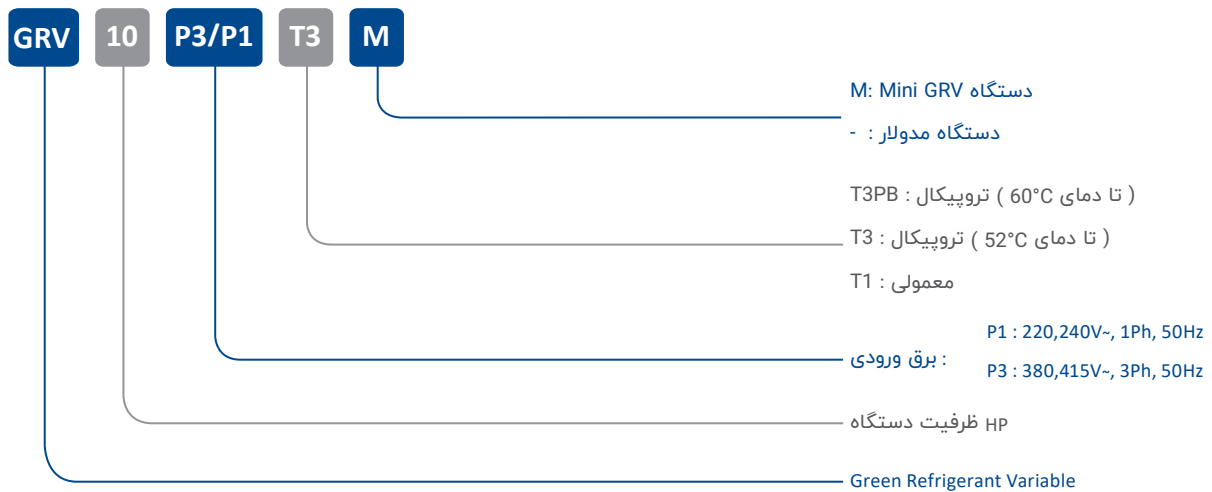 GRV 10 P3/P1 T3 M
M: Mini GRV دستگاه
دستگاه مدولار : -
T3PB : تروپیکال ( تا دمای 60°C )
T3 : تروپیکال ( تا دمای 52°C )
T1 : معمولی
برق ورودی :
P1 : 220,240V~, 1Ph, 50Hz
P3 : 380,415V~, 3Ph, 50Hz
ظرفیت دستگاه HP
Green Refrigerant Variable